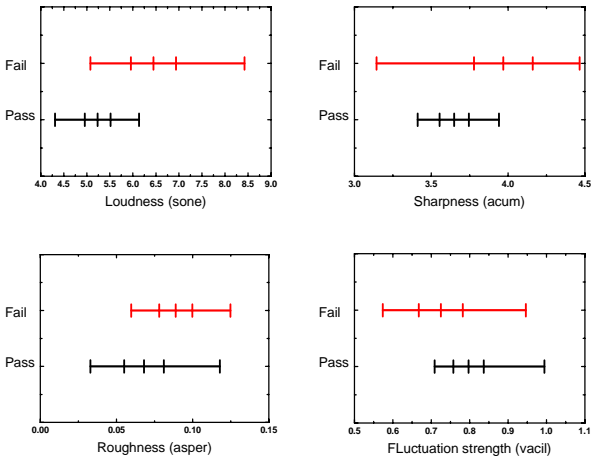 Fail
Pass
4.0 4.5 5.0 5.5 6.0 6.5 7.0 7.5 8.0 8.5 9.0
Loudness (sone)
Fail
Pass
3.0 3.5 4.0 4.5
Sharpness (acum)
Fail
Pass
0.00 0.05 0.10 0.15
Roughness (asper)
Fail
Pass
0.5 0.6 0.7 0.8 0.9 1.0 1.1
FLuctuation strength (vacil)